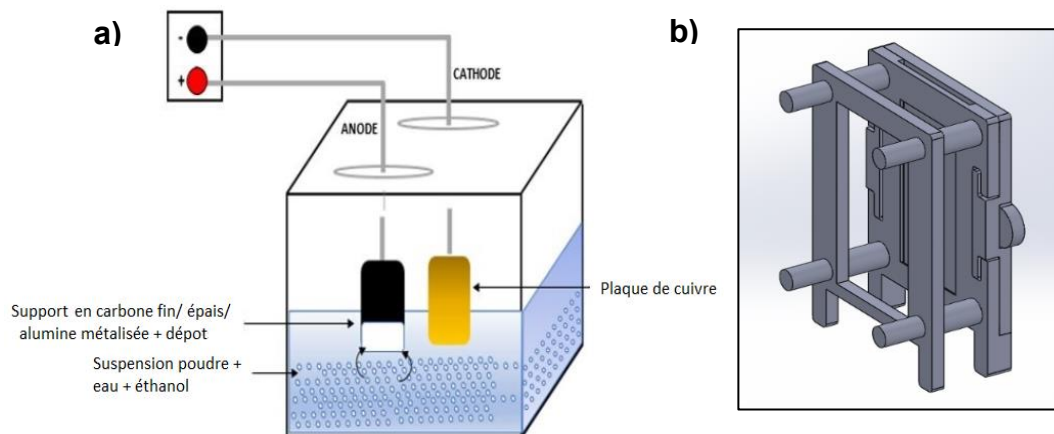 a)
b)
-
+
CATHODE
ANODE
Plaque de cuivre
Support en carbone fin/ épais/
alumine métalisée + dépot
Suspension poudre +
eau + éthanol